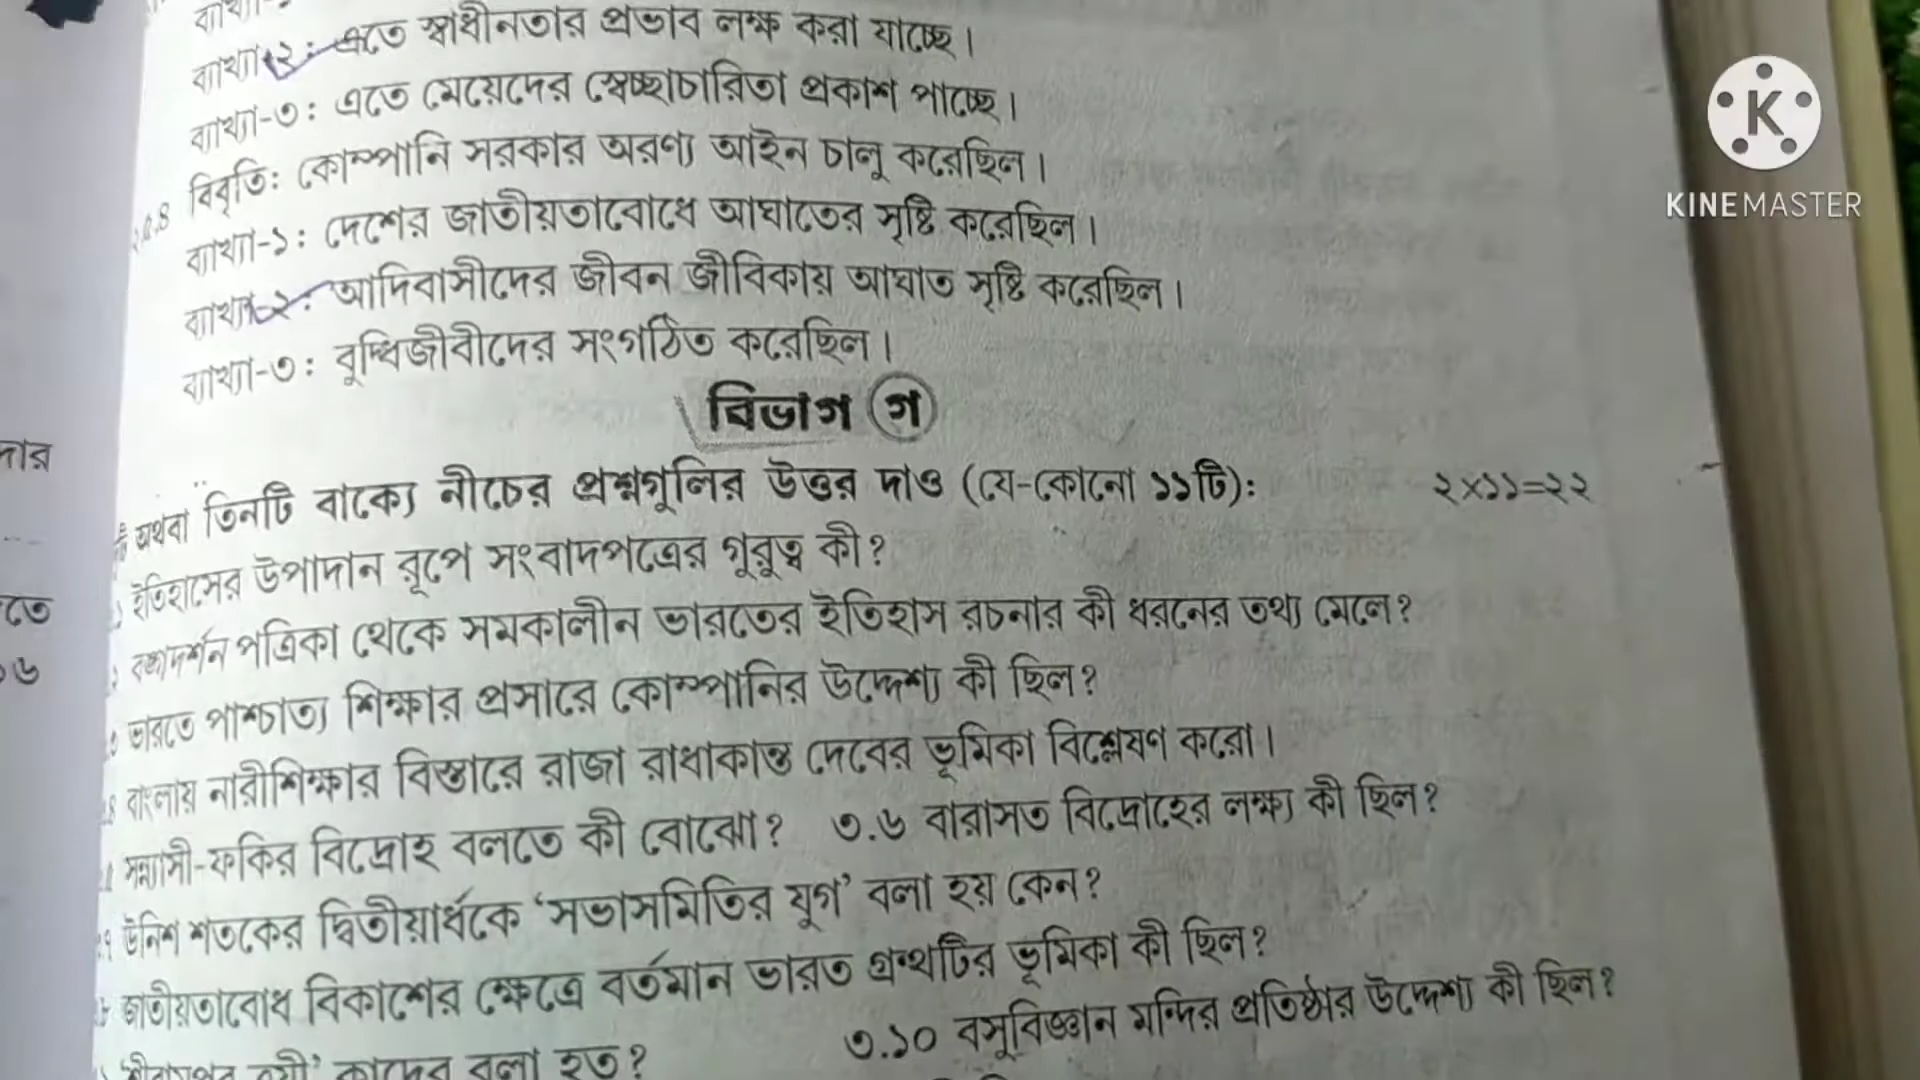 ব্যাখ্যা-২ : এতে স্বাধীনতার প্রভাব লক্ষ করা যাচ্ছে।
ব্যাখ্যা-৩ : এতে মেয়েদের স্বেচ্ছাচারিতা প্রকাশ পাচ্ছে।
বিবৃতি: কোম্পানি সরকার অরণ্য আইন চালু করেছিল।
ব্যাখ্যা-১ : দেশের জাতীয়তাবোধে আঘাতের সৃষ্টি করেছিল।
ব্যাখ্যা-২ : আদিবাসীদের জীবন জীবিকায় আঘাত সৃষ্টি করেছিল।
ব্যাখ্যা-৩ : বুদ্ধিজীবীদের সংগঠিত করেছিল।
বিভাগ গ
অথবা তিনটি বাক্যে নীচের প্রশ্নগুলির উত্তর দাও (যে-কোনো ১১টি): ২×১১=২২
ইতিহাসের উপাদান রূপে সংবাদপত্রের গুরুত্ব কী?
বঙ্গদর্শন পত্রিকা থেকে সমকালীন ভারতের ইতিহাস রচনার কী ধরনের তথ্য মেলে?
ভারতে পাশ্চাত্য শিক্ষার প্রসারে কোম্পানির উদ্দেশ্য কী ছিল?
বাংলায় নারীশিক্ষার বিস্তারে রাজা রাধাকান্ত দেবের ভূমিকা বিশ্লেষণ করো।
সন্ন্যাসী-ফকির বিদ্রোহ বলতে কী বোঝো? ৩.৬ বারাসত বিদ্রোহের লক্ষ্য কী ছিল?
উনিশ শতকের দ্বিতীয়ার্ধকে ‘সভাসমিতির যুগ’ বলা হয় কেন?
জাতীয়তাবোধ বিকাশের ক্ষেত্রে বর্তমান ভারত গ্রন্থটির ভূমিকা কী ছিল?
কাদের বলা হত? ৩.১০ বসুবিজ্ঞান মন্দির প্রতিষ্ঠার উদ্দেশ্য কী ছিল?
K
KINEMASTER